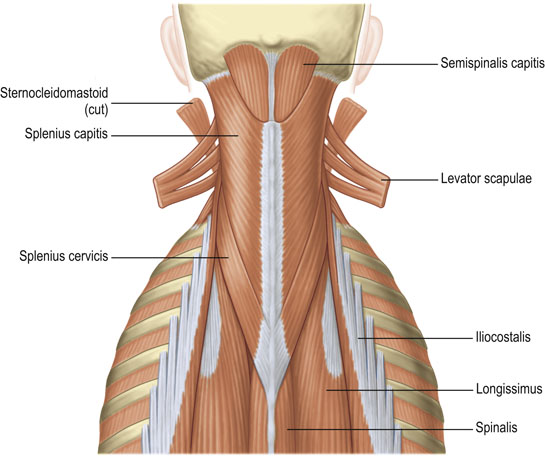 Semispinalis capitis
Sternocleidomastoid
(cut)
Splenius capitis
Levator scapulae
Splenius cervicis
Iliocostalis
Longissimus
Spinalis